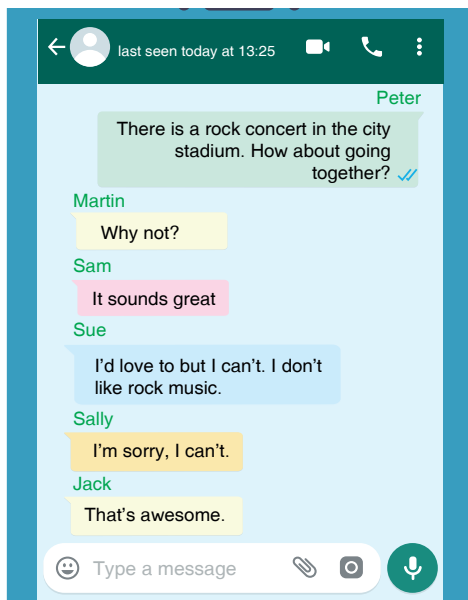 last seen today at 13:25
Peter
There is a rock concert in the city
stadium. How about going
together?
Martin
Why not?
Sam
It sounds great
Sue
I'd love to but I can't. I don't
like rock music.
Sally
I'm sorry, I can't.
Jack
That's awesome.
Type a message